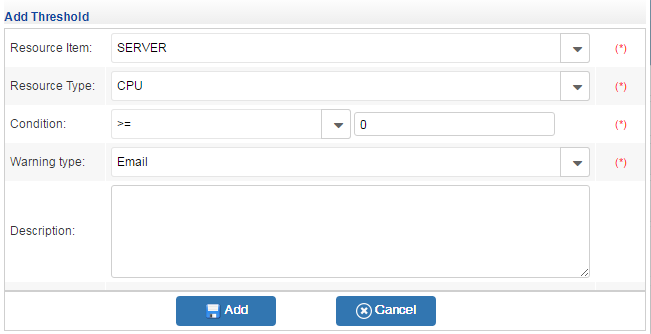 Add Threshold
Resource Item: SERVER (*)
Resource Type: CPU (*)
Condition: >= 0 (*)
Warning type: Email (*)
Description:
Add Cancel